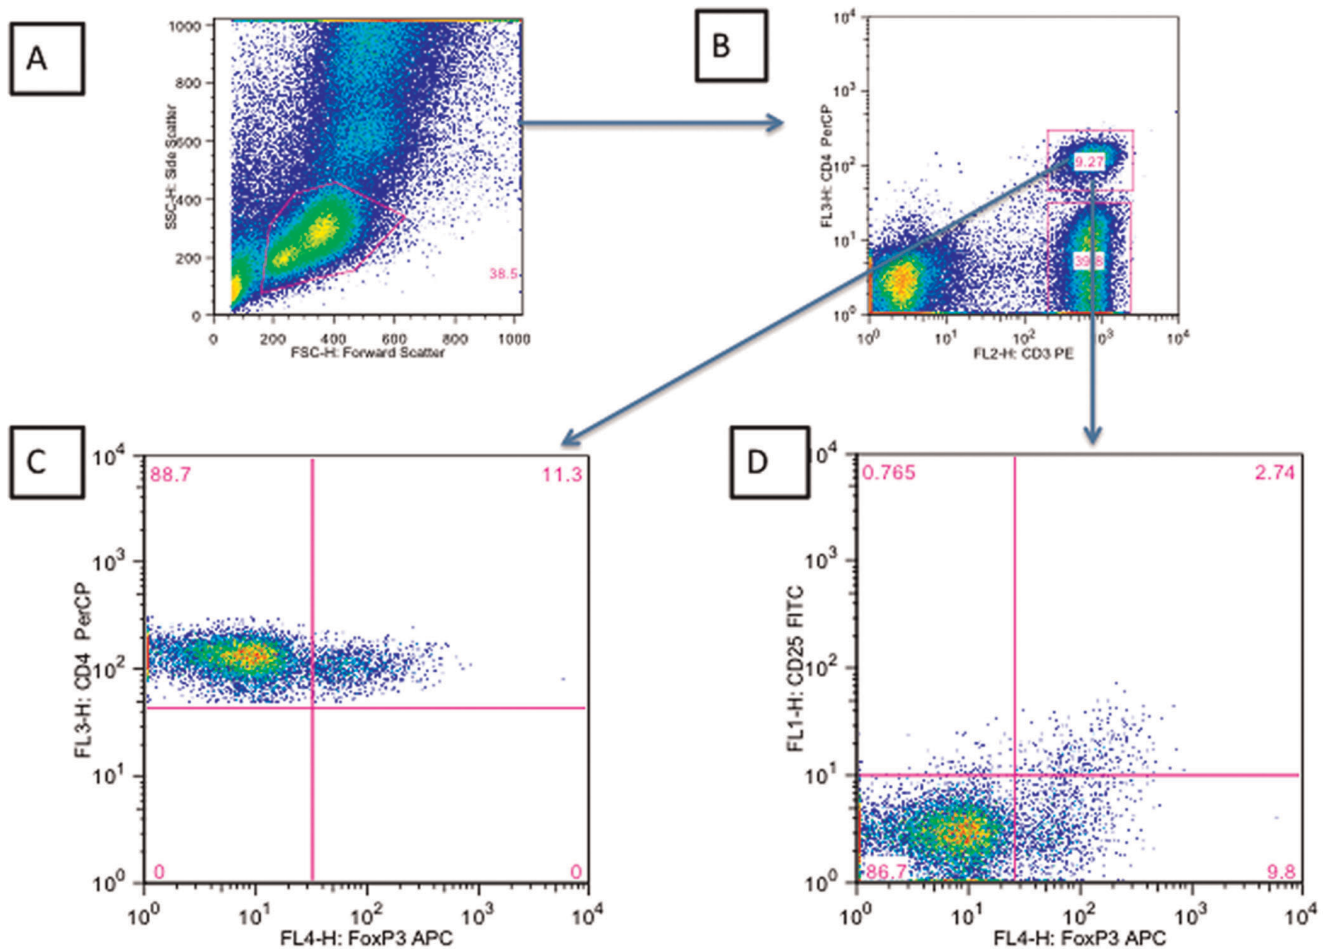 A
1000
800
600
400
200
0
SSC-H: Side Scatter
38.5
0 200 400 600 800 1000
FSC-H: Forward Scatter
B
10^4
10^3
10^2
10^1
10^0
FL3-H: CD4 PerCP
9.27
39.8
10^0 10^1 10^2 10^3 10^4
FL2-H: CD3 PE
C
10^4
10^3
10^2
10^1
10^0
FL3-H: CD4 PerCP
88.7 11.3
0 0
10^0 10^1 10^2 10^3 10^4
FL4-H: FoxP3 APC
D
10^4
10^3
10^2
10^1
10^0
FL1-H: CD25 FITC
0.765 2.74
86.7 9.8
10^0 10^1 10^2 10^3 10^4
FL4-H: FoxP3 APC